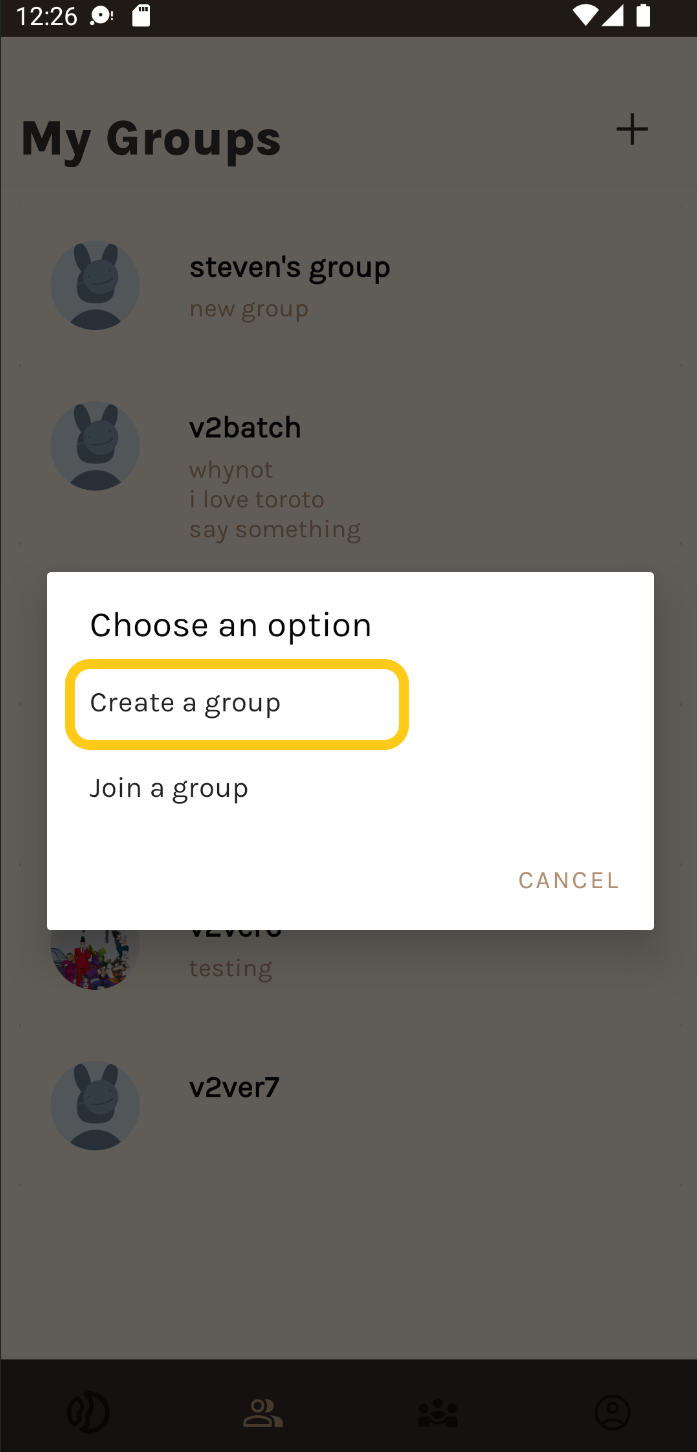 12:26
My Groups
steven's group
new group
v2batch
whynot
i love toroto
say something
Choose an option
Create a group
Join a group
CANCEL
testing
v2ver7